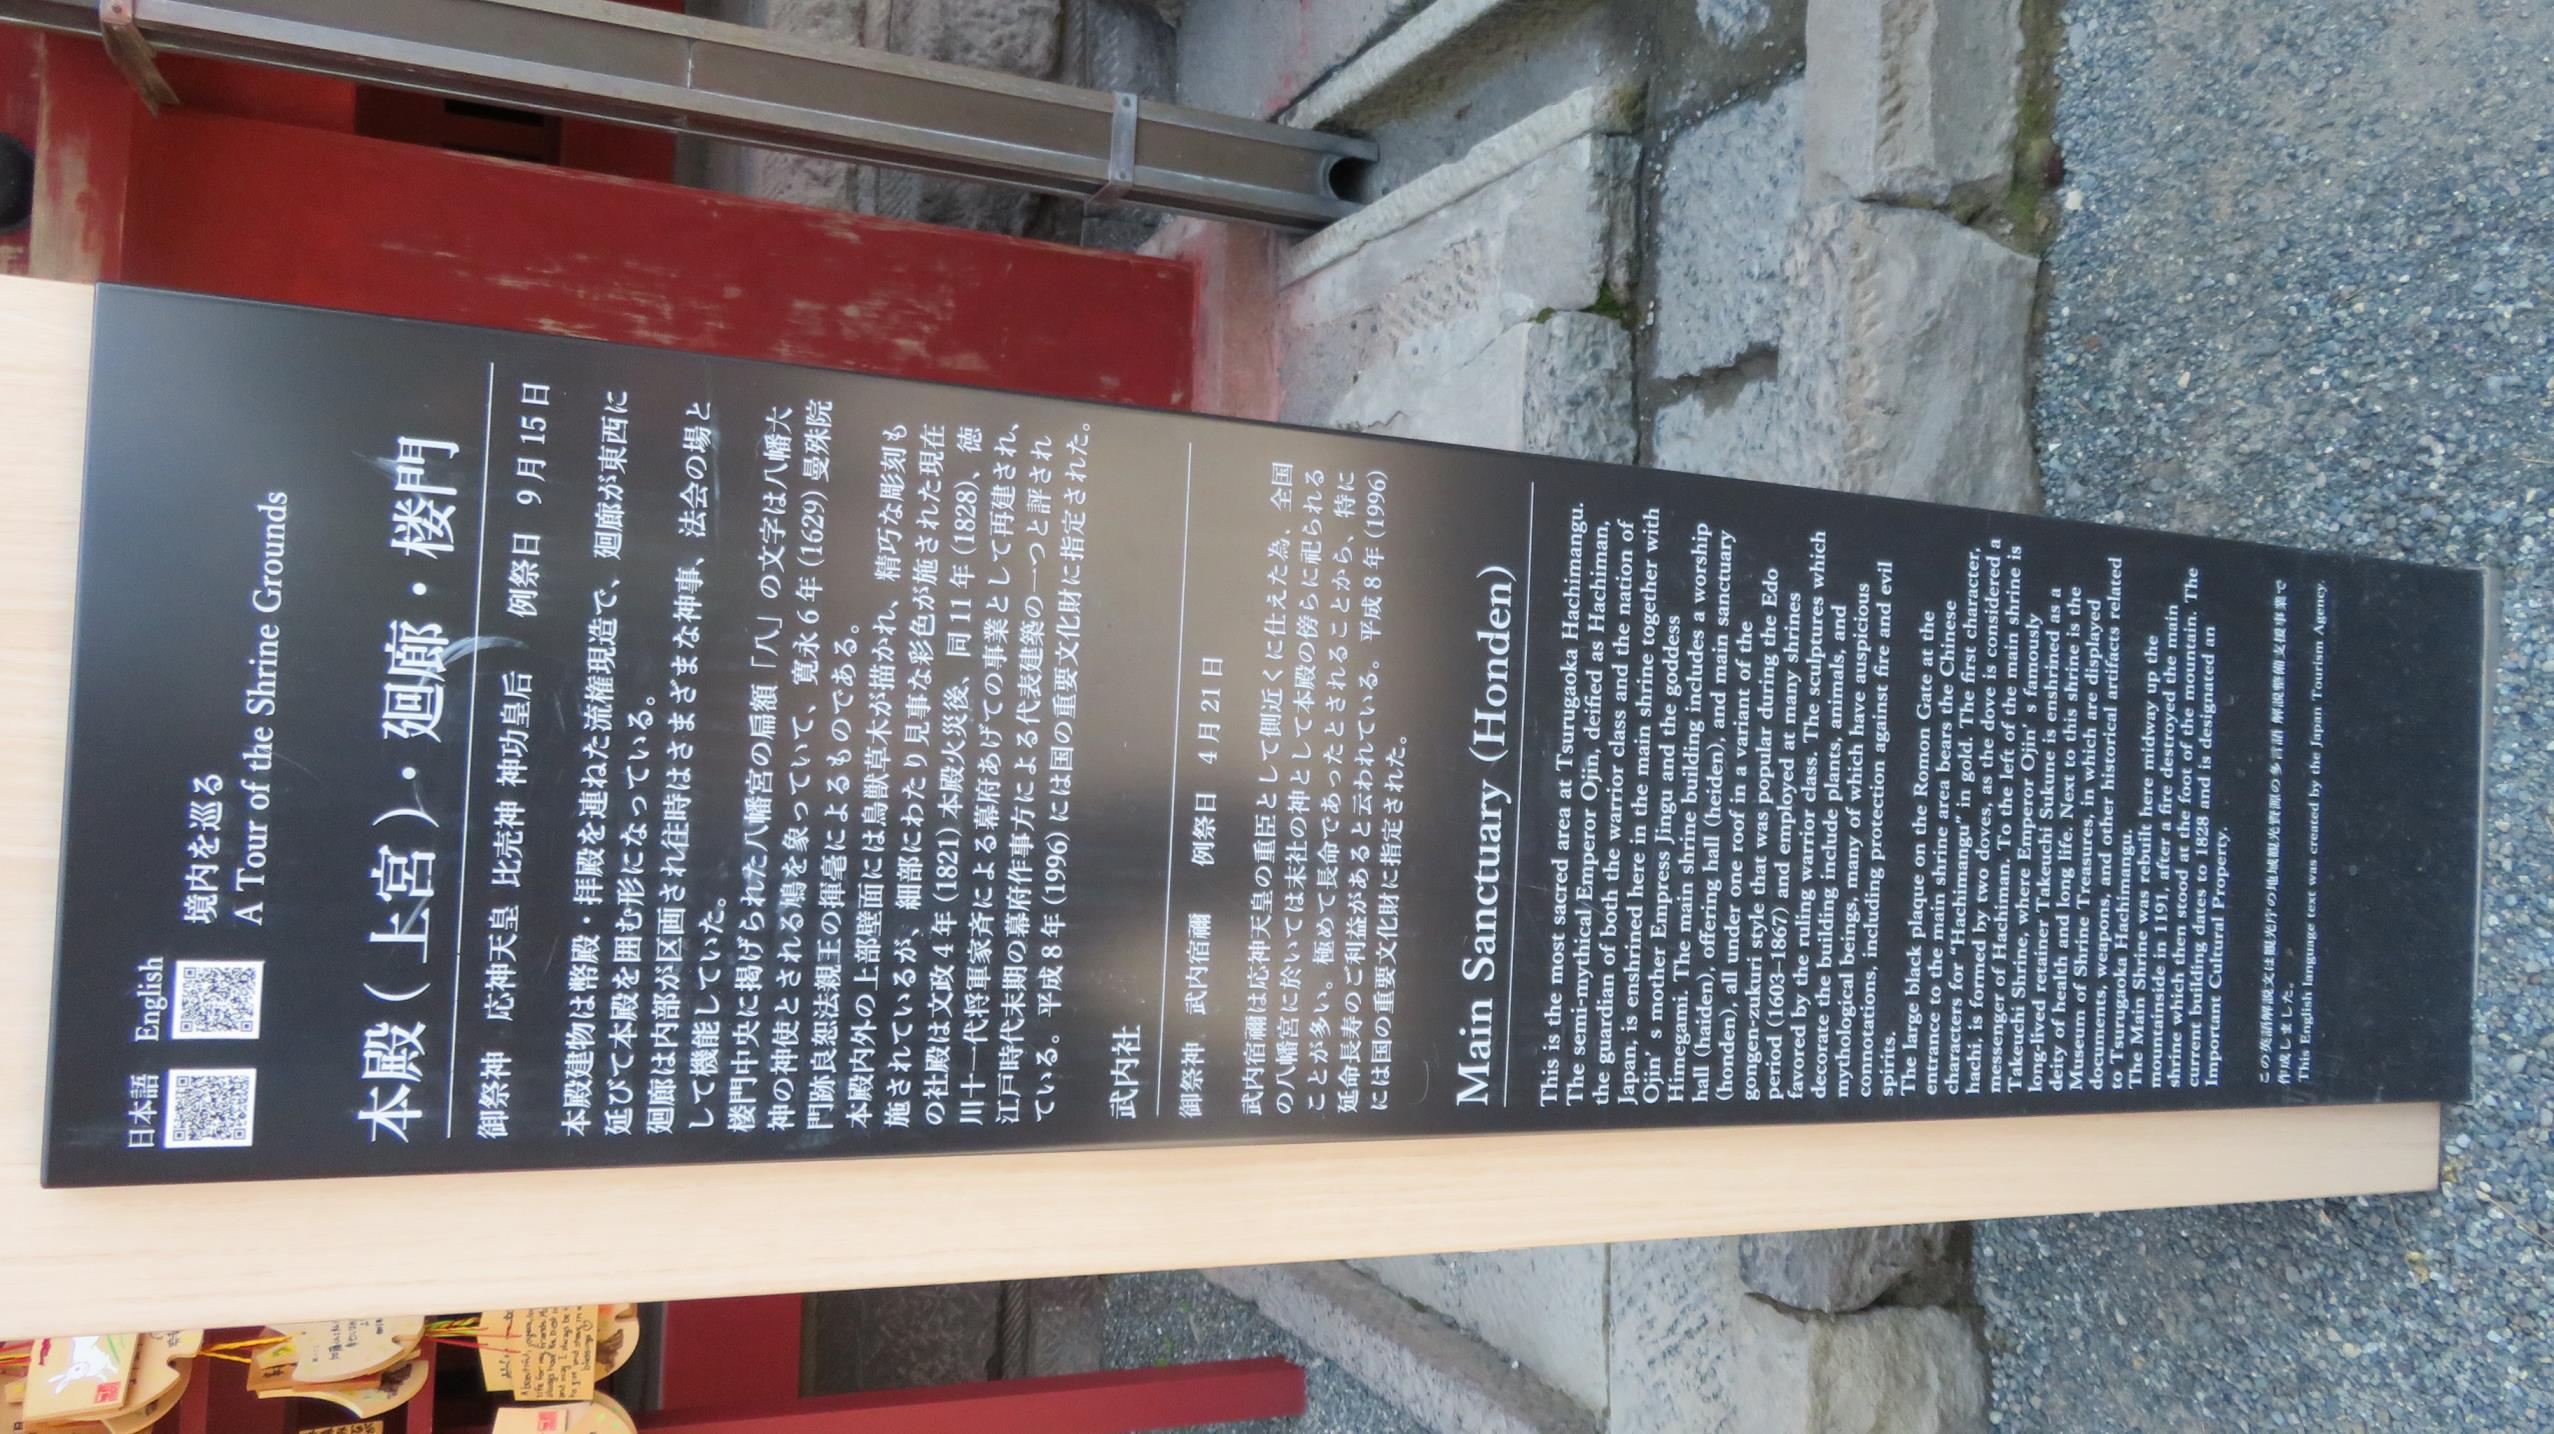 日本語 English
境内を巡る
A Tour of the Shrine Grounds
本殿（上宮）・廻廊・楼門
御祭神　応神天皇 比売神 神功皇后　例祭日　9月15日
本殿建物は幣殿・拝殿を連ねた流権現造で、廻廊が東西に
延びて本殿を囲む形になっている。
廻廊は内部が区画され往時はさまざまな神事、法会の場と
して機能していた。
楼門中央に掲げられた八幡宮の扁額「八」の文字は八幡大
神の神使とされる鳩を象っていて、寛永6年(1629)曼殊院
門跡良恕法親王の揮毫によるものである。
本殿内外の上部壁面には鳥獣草木が描かれ、精巧な彫刻も
施されているが、細部にわたり見事な彩色が施された現在
の社殿は文政4年(1821)本殿火災後、同11年(1828)、徳
川十一代将軍家斉による幕府あげての事業として再建され、
江戸時代末期の幕府作事方による代表建築の一つと評され
ている。平成8年(1996)には国の重要文化財に指定された。
武内社
御祭神　武内宿禰　例祭日　4月21日
武内宿禰は応神天皇の重臣として側近くに仕えた為、全国
の八幡宮に於いては末社の神として本殿の傍らに祀られる
ことが多い。極めて長命であったとされることから、特に
延命長寿のご利益があると云われている。平成8年(1996)
には国の重要文化財に指定された。
Main Sanctuary (Honden)
This is the most sacred area at Tsurugaoka Hachimangu.
The semi-mythical Emperor Ojin, deified as Hachiman,
the guardian of both the warrior class and the nation of
Japan, is enshrined here in the main shrine together with
Ojin's mother Empress Jingu and the goddess
Himegami. The main shrine building includes a worship
hall (haiden), offering hall (heiden), and main sanctuary
(honden), all under one roof in a variant of the
gongen-zukuri style that was popular during the Edo
period (1603–1867) and employed at many shrines
favored by the ruling warrior class. The sculptures which
decorate the building include plants, animals, and
mythological beings, many of which have auspicious
connotations, including protection against fire and evil
spirits.
The large black plaque on the Romon Gate at the
entrance to the main shrine area bears the Chinese
characters for "Hachimangu" in gold. The first character,
hachi, is formed by two doves, as the dove is considered a
messenger of Hachiman. To the left of the main shrine is
Takeuchi Shrine, where Emperor Ojin's famously
long-lived retainer Takeuchi Sukune is enshrined as a
deity of health and long life. Next to this shrine is the
Museum of Shrine Treasures, in which are displayed
documents, weapons, and other historical artifacts related
to Tsurugaoka Hachimangu.
The Main Shrine was rebuilt here midway up the
mountainside in 1191, after a fire destroyed the main
shrine which then stood at the foot of the mountain. The
current building dates to 1828 and is designated an
Important Cultural Property.
この英語解説文は観光庁の地域観光資源の多言語解説整備支援事業で
作成しました。
This English language text was created by the Japan Tourism Agency.